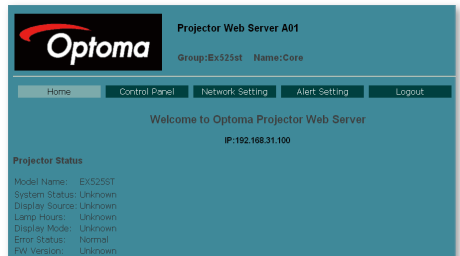 Optoma
Projector Web Server A01
Group:Ex525st Name:Core
Home Control Panel Network Setting Alert Setting Logout
Welcome to Optoma Projector Web Server
IP:192.168.31.100
Projector Status
Model Name: EX525ST
System Status: Unknown
Display Source: Unknown
Lamp Hours: Unknown
Display Mode: Unknown
Error Status: Normal
FW Version: Unknown